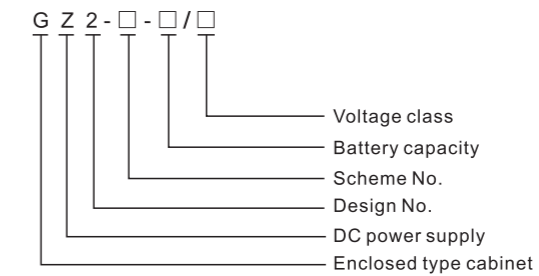 G Z 2 - □ - □ / □
Voltage class
Battery capacity
Scheme No.
Design No.
DC power supply
Enclosed type cabinet